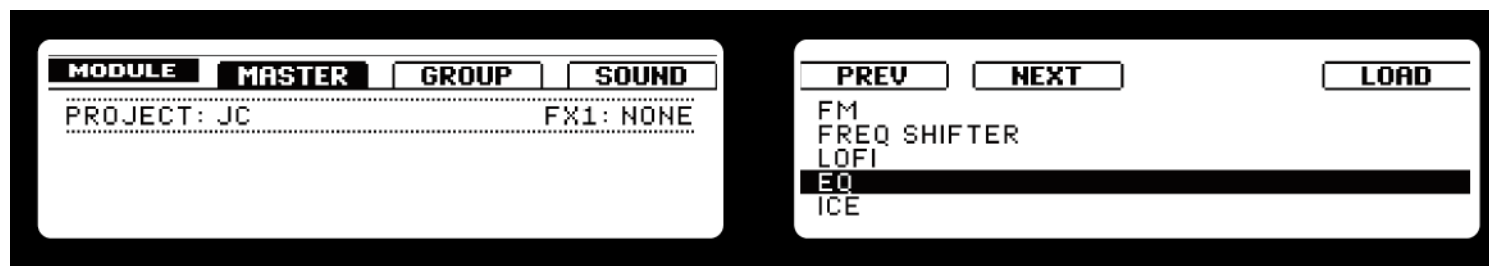 MODULE MASTER GROUP SOUND
PROJECT: JC FX1: NONE
PREV NEXT LOAD
FM
FREQ SHIFTER
LOFI
EQ
ICE